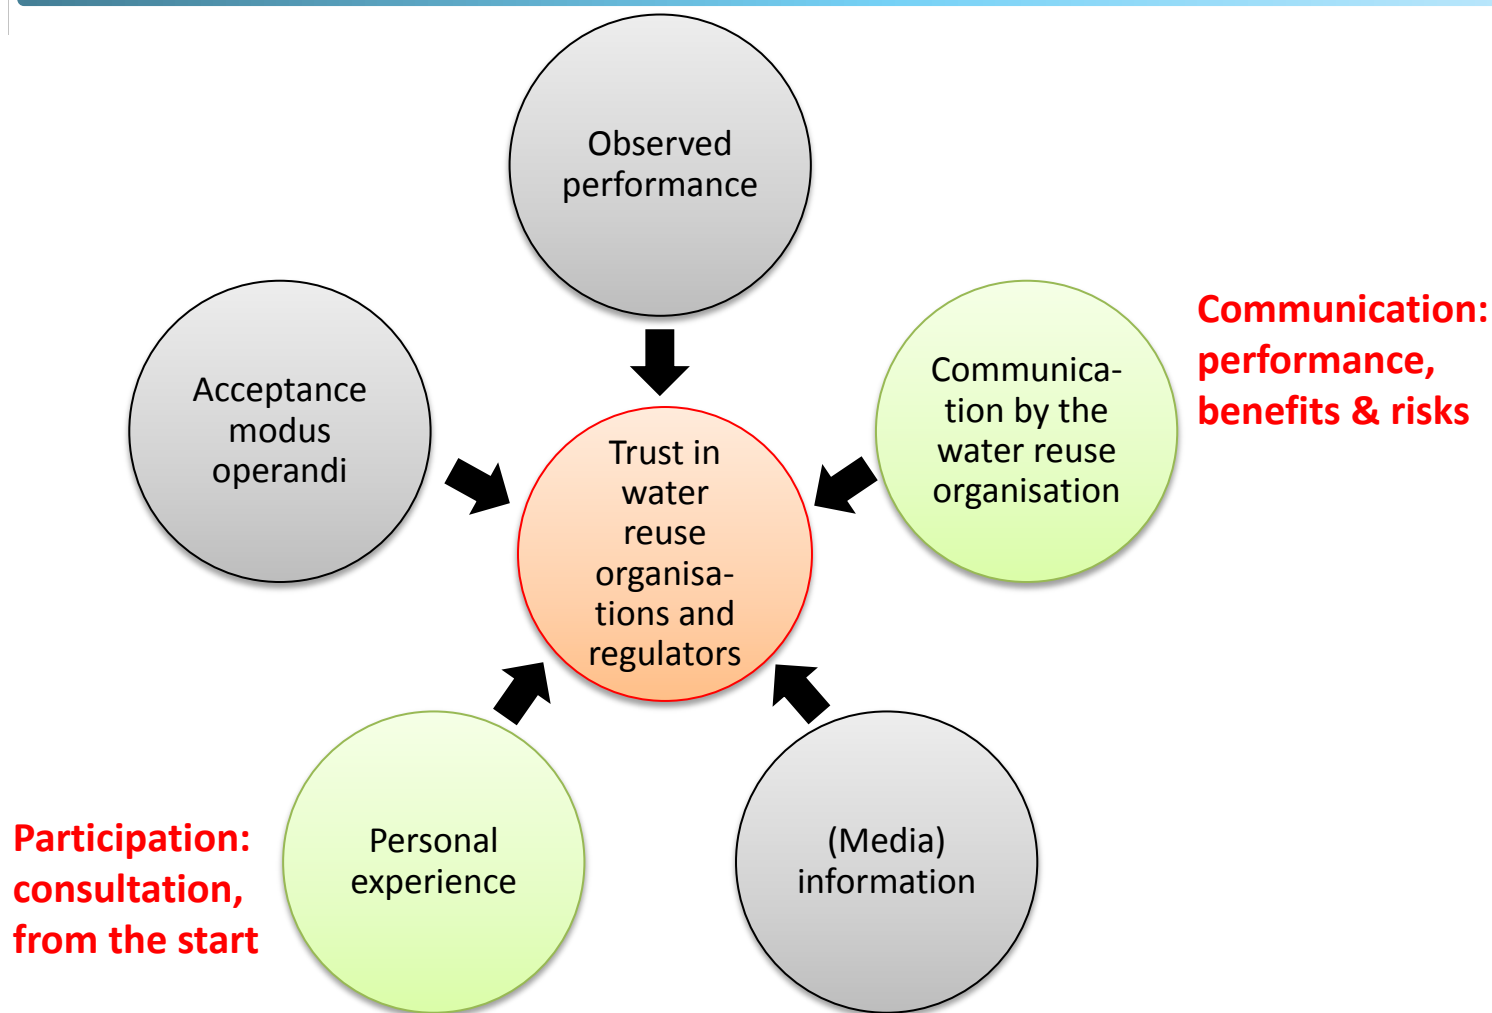 Observed
performance
Acceptance
modus
operandi
Communica-
tion by the
water reuse
organisation
Communication:
performance,
benefits & risks
Trust in
water
reuse
organisa-
tions and
regulators
Participation:
consultation,
from the start
Personal
experience
(Media)
information